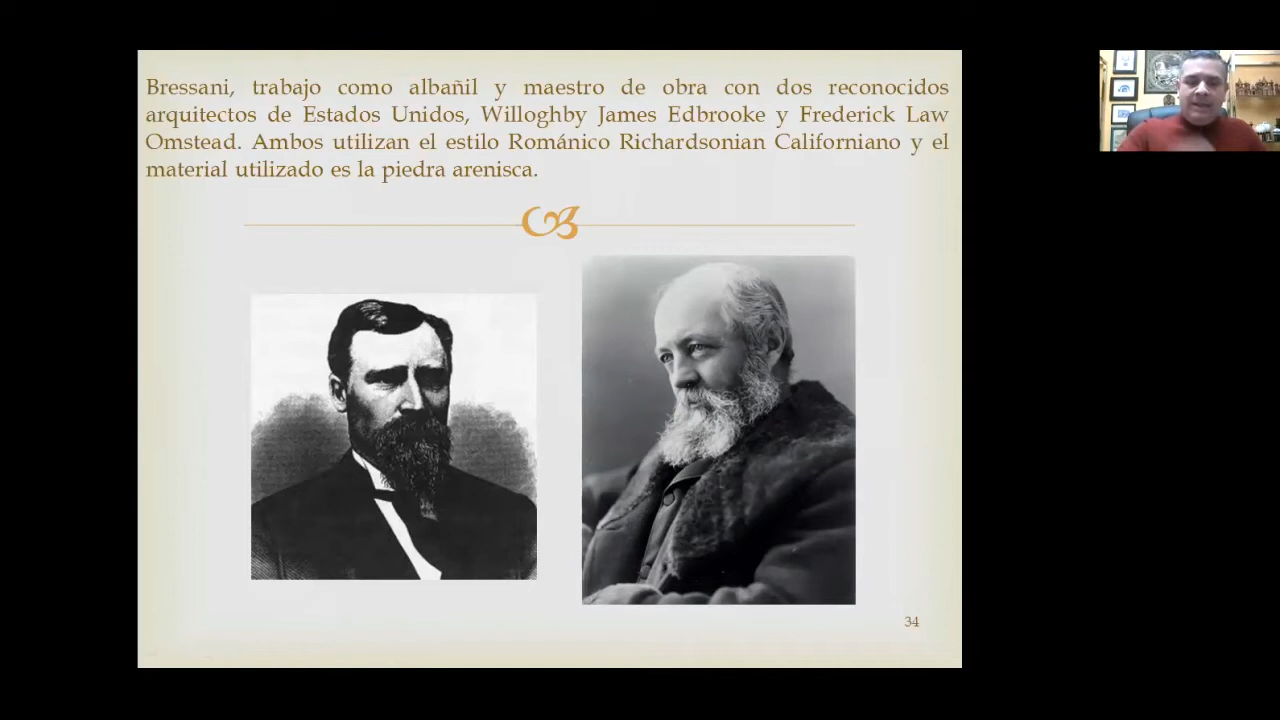 Bressani, trabajo como albañil y maestro de obra con dos reconocidos
arquitectos de Estados Unidos, Willoghby James Edbrooke y Frederick Law
Omstead. Ambos utilizan el estilo Románico Richardsonian Californiano y el
material utilizado es la piedra arenisca.
34